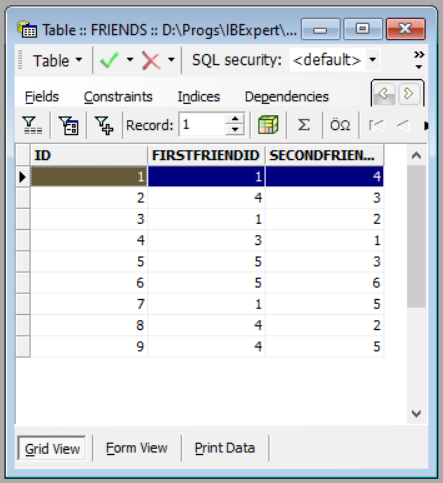 Table :: FRIENDS :: D:\Progs\IBExpert\...
Table SQL security: <default>
Fields Constraints Indices Dependencies
Record: 1 Σ ÖΩ
ID FIRSTFRIENDID SECONDFRIEN...
1 1 4
2 4 3
3 1 2
4 3 1
5 5 3
6 5 6
7 1 5
8 4 2
9 4 5
Grid View Form View Print Data